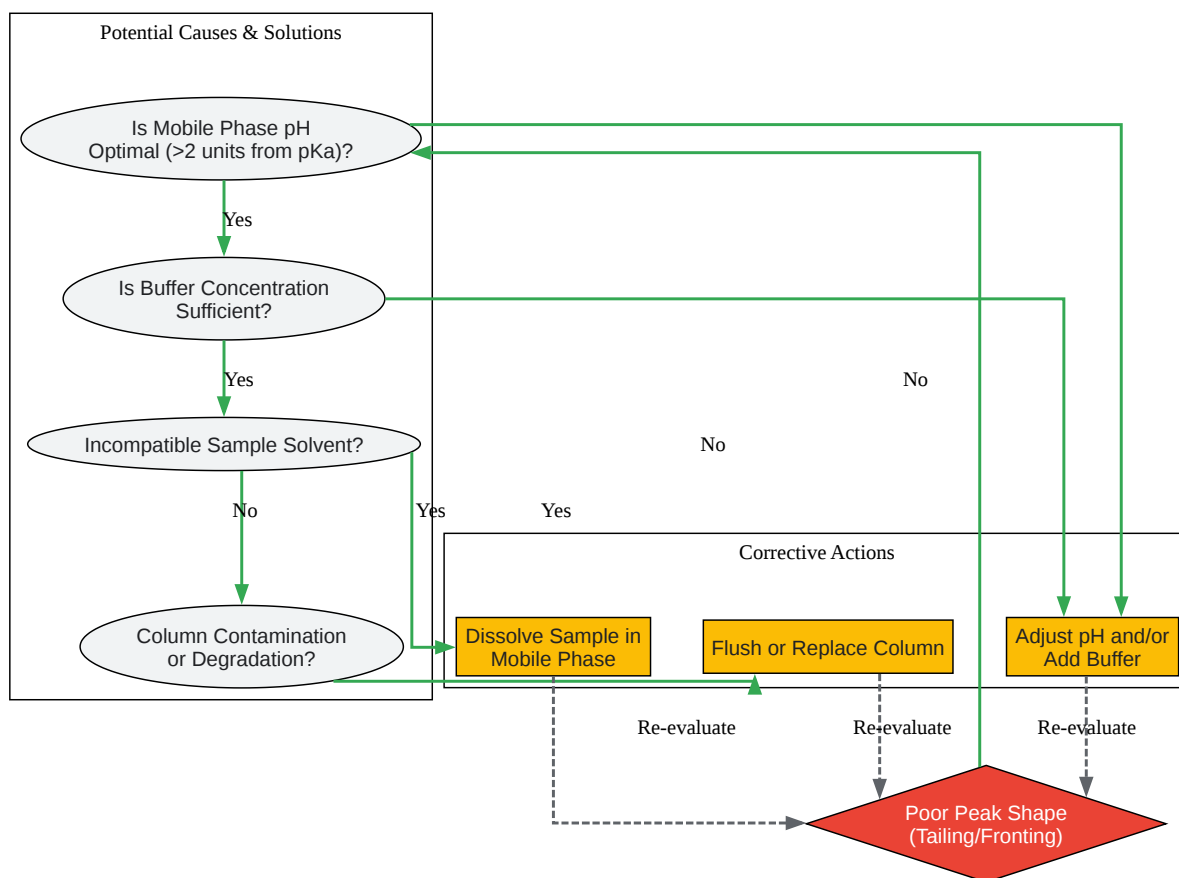 Potential Causes & Solutions
Is Mobile Phase pH
Optimal (>2 units from pKa)?
Yes
Is Buffer Concentration
Sufficient?
Yes
No
Incompatible Sample Solvent?
No
No
Yes
Yes
Corrective Actions
Column Contamination
or Degradation?
Dissolve Sample in
Mobile Phase
Flush or Replace Column
Adjust pH and/or
Add Buffer
Re-evaluate
Re-evaluate
Re-evaluate
Poor Peak Shape
(Tailing/Fronting)